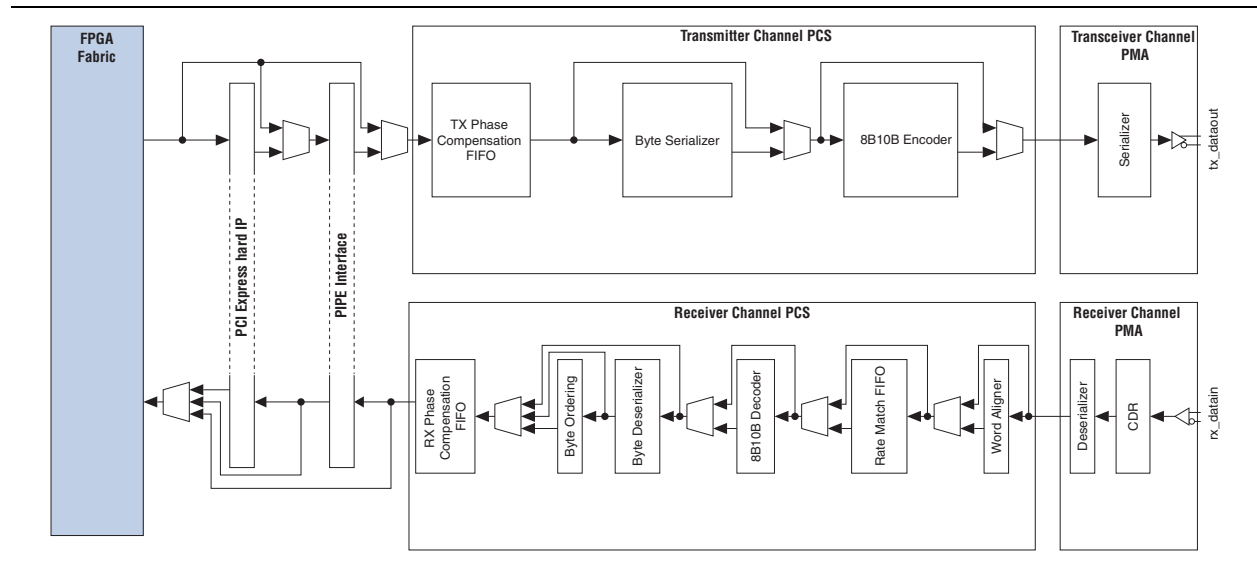 FPGA
Fabric
Transmitter Channel PCS
Transceiver Channel
PMA
TX Phase
Compensation
FIFO
Byte Serializer
8B10B Encoder
Serializer
tx_dataout
PCI Express hard IP
PIPE Interface
Receiver Channel PCS
Receiver Channel
PMA
RX Phase
Compensation
FIFO
Byte Ordering
Byte Deserializer
8B10B Decoder
Rate Match FIFO
Word Aligner
Deserializer
CDR
rx_datain